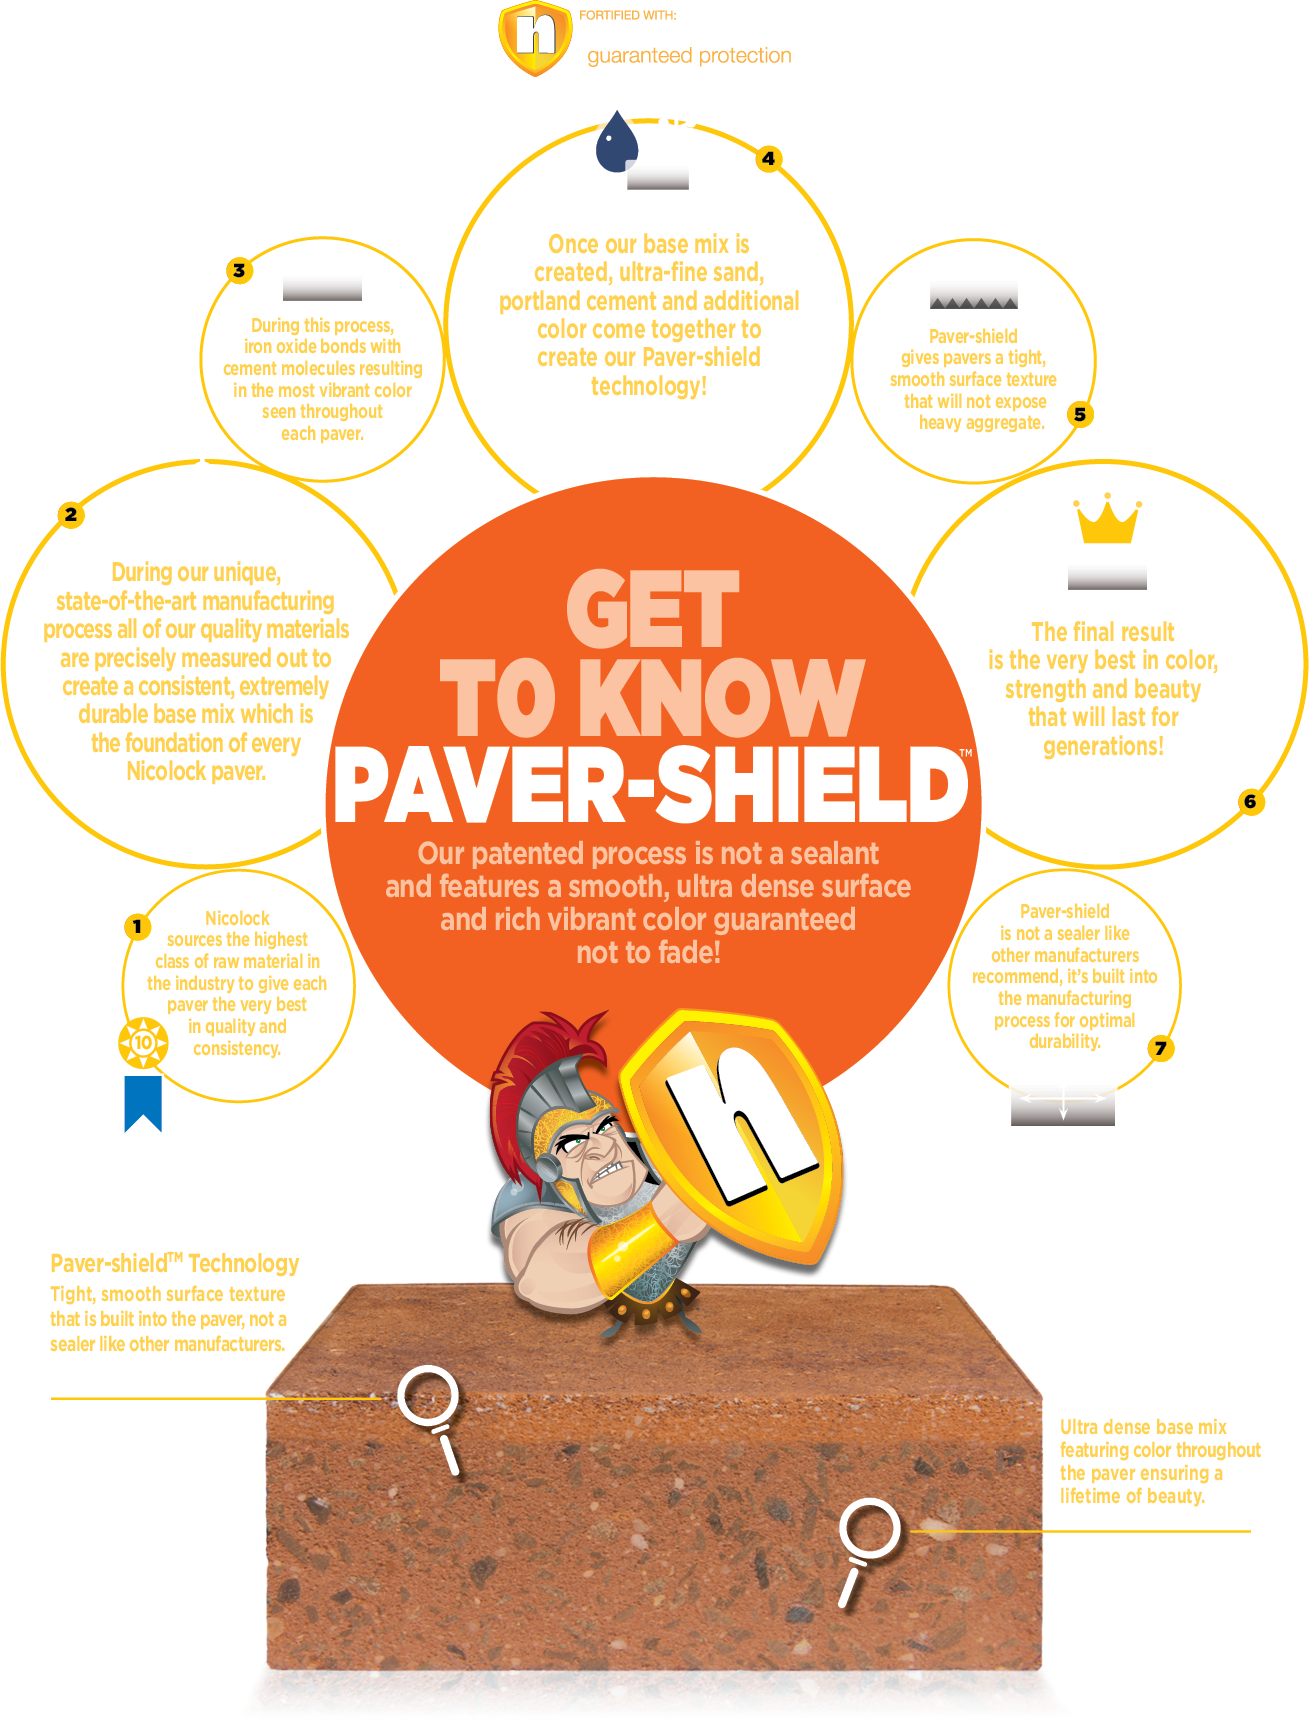 n
FORTIFIED WITH:
guaranteed protection
4
Once our base mix is
created, ultra-fine sand,
portland cement and additional
color come together to
create our Paver-shield
technology!
3
During this process,
iron oxide bonds with
cement molecules resulting
in the most vibrant color
seen throughout
each paver.
Paver-shield
gives pavers a tight,
smooth surface texture
that will not expose
heavy aggregate.
5
2
During our unique,
state-of-the-art manufacturing
process all of our quality materials
are precisely measured out to
create a consistent, extremely
durable base mix which is
the foundation of every
Nicolock paver.
The final result
is the very best in color,
strength and beauty
that will last for
generations!
6
GET
TO KNOW
PAVER-SHIELD™
Our patented process is not a sealant
and features a smooth, ultra dense surface
and rich vibrant color guaranteed
not to fade!
1
Nicolock
sources the highest
class of raw material in
the industry to give each
paver the very best
in quality and
consistency.
10
Paver-shield
is not a sealer like
other manufacturers
recommend, it's built into
the manufacturing
process for optimal
durability.
7
n
Paver-shield™ Technology
Tight, smooth surface texture
that is built into the paver, not a
sealer like other manufacturers.
Ultra dense base mix
featuring color throughout
the paver ensuring a
lifetime of beauty.